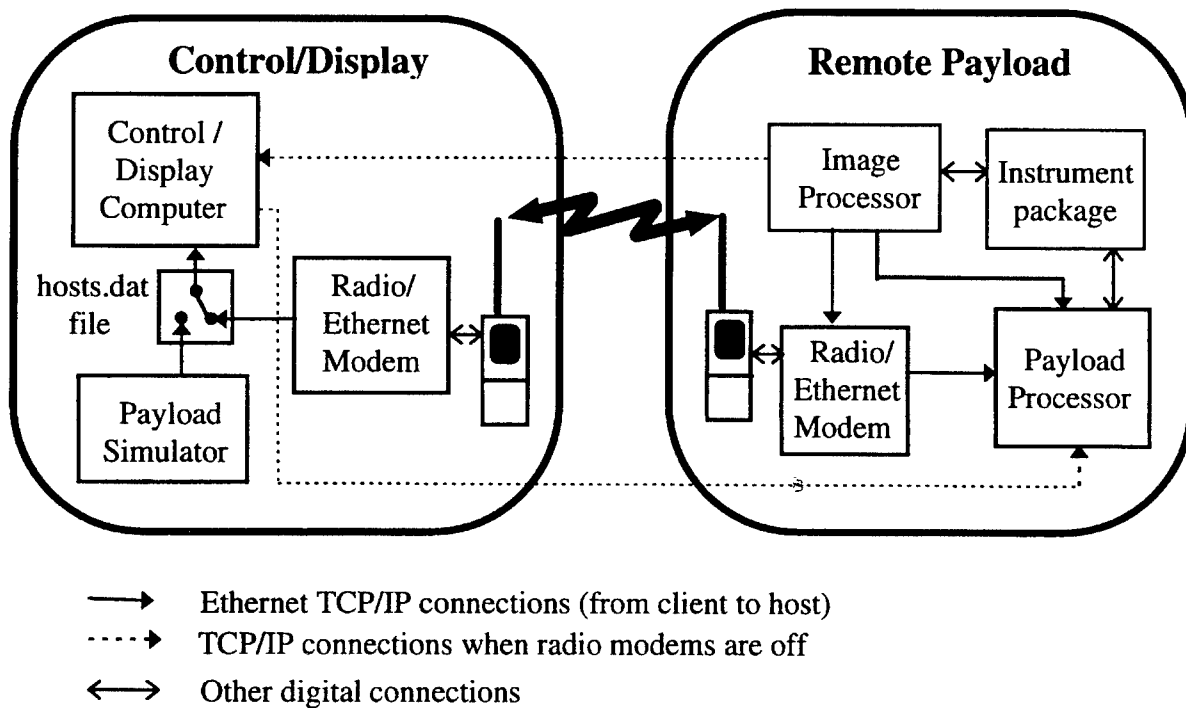 Control/Display
Control /
Display
Computer
hosts.dat
file
Radio/
Ethernet
Modem
Payload
Simulator
Remote Payload
Image
Processor
Instrument
package
Radio/
Ethernet
Modem
Payload
Processor
Ethernet TCP/IP connections (from client to host)
TCP/IP connections when radio modems are off
Other digital connections